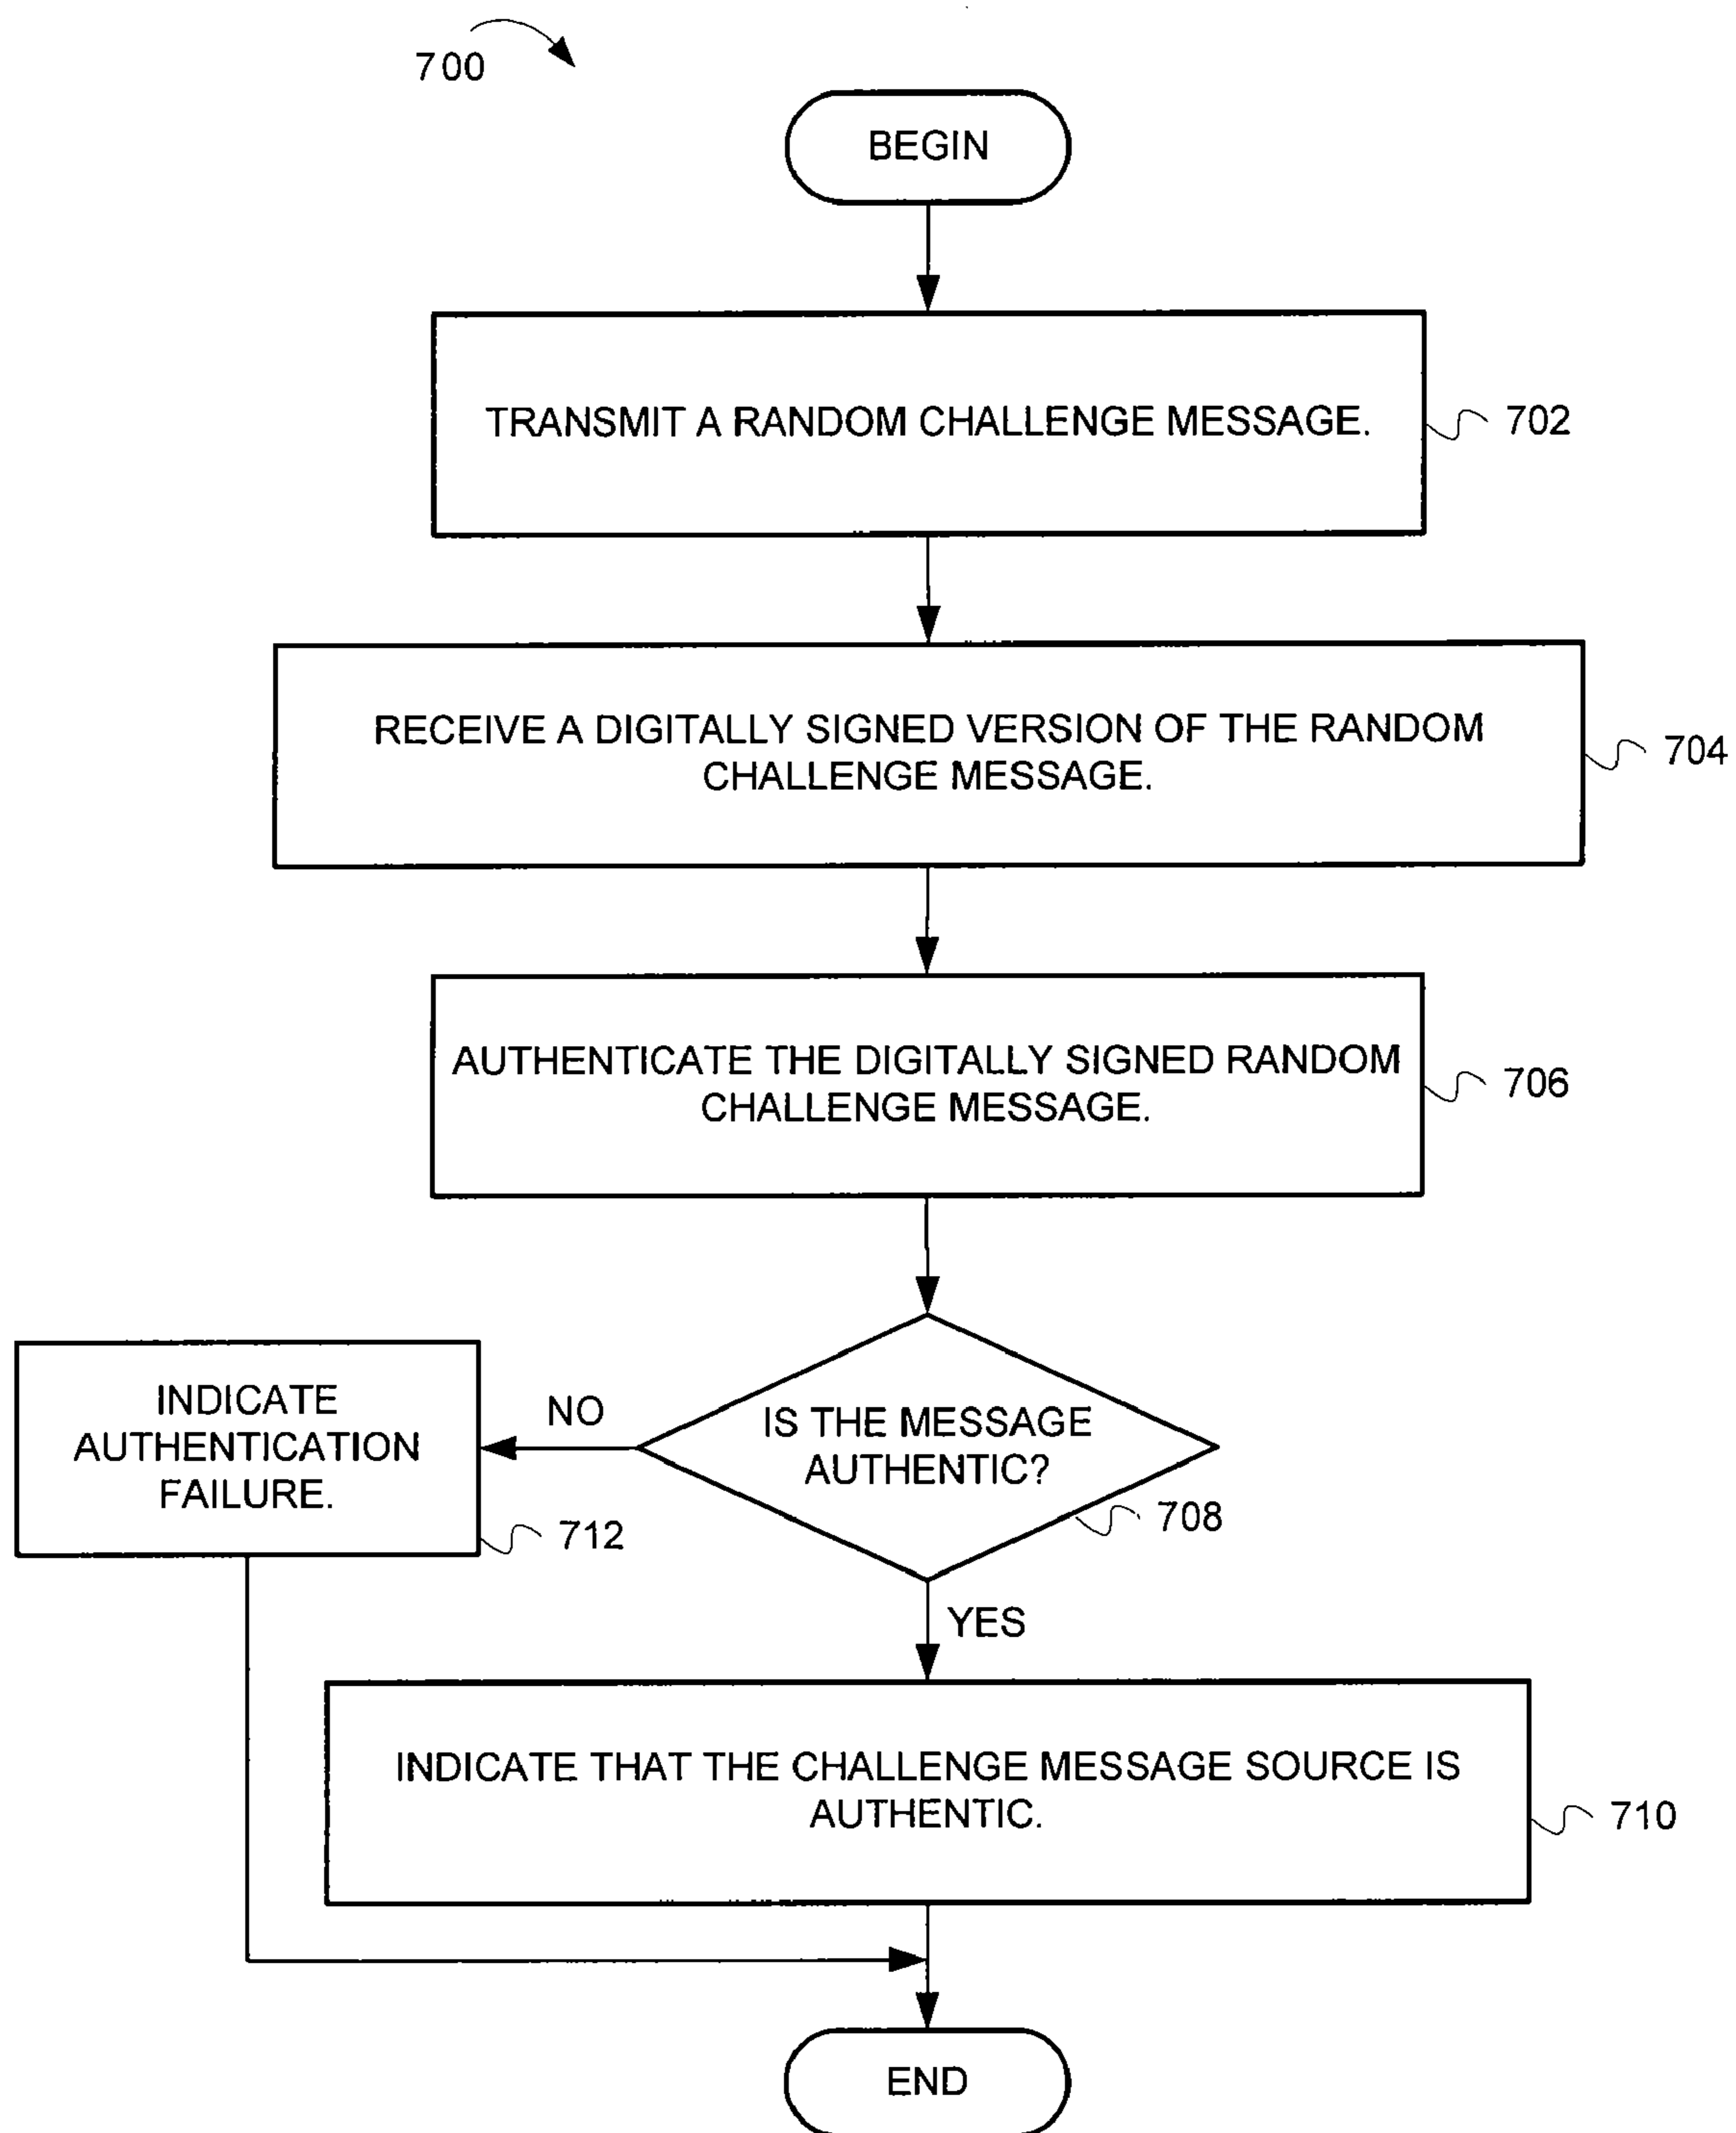 700
BEGIN
TRANSMIT A RANDOM CHALLENGE MESSAGE.
702
RECEIVE A DIGITALLY SIGNED VERSION OF THE RANDOM
CHALLENGE MESSAGE.
704
AUTHENTICATE THE DIGITALLY SIGNED RANDOM
CHALLENGE MESSAGE.
706
IS THE MESSAGE
AUTHENTIC?
708
NO
INDICATE
AUTHENTICATION
FAILURE.
712
YES
INDICATE THAT THE CHALLENGE MESSAGE SOURCE IS
AUTHENTIC.
710
END